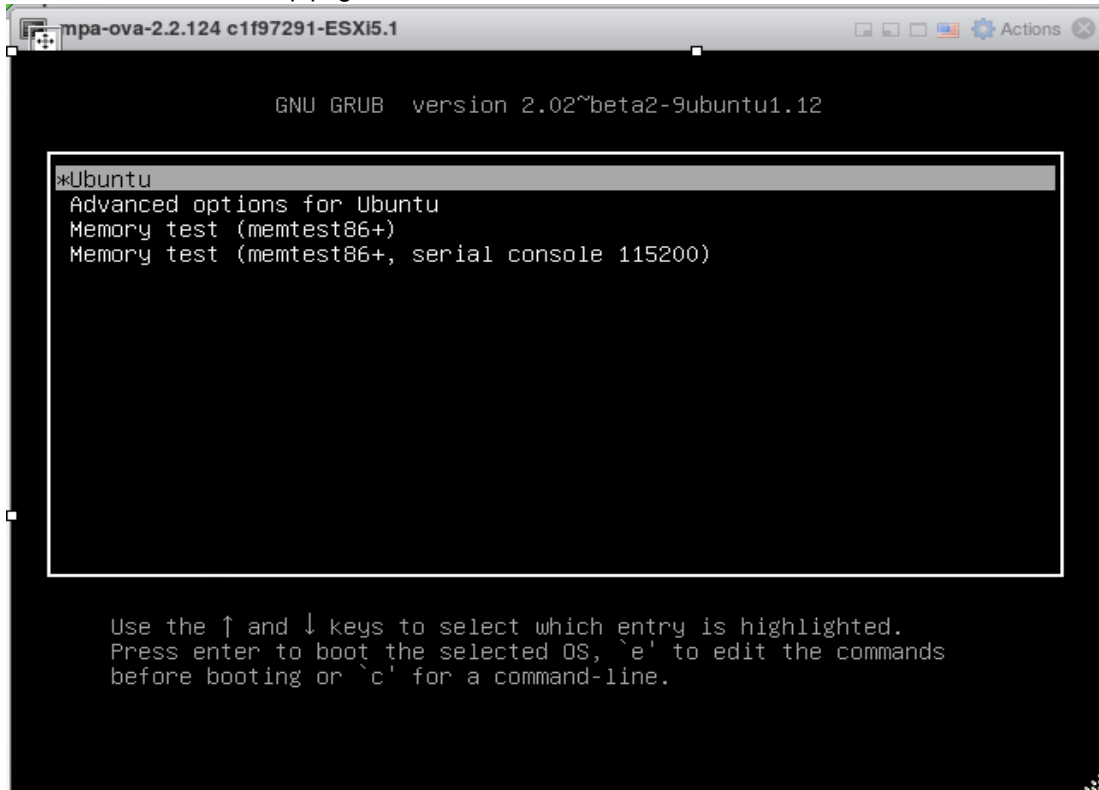 mpa-ova-2.2.124 c1f97291-ESXi5.1 Actions
GNU GRUB version 2.02~beta2-9ubuntu1.12
*Ubuntu
Advanced options for Ubuntu
Memory test (memtest86+)
Memory test (memtest86+, serial console 115200)
Use the ↑ and ↓ keys to select which entry is highlighted.
Press enter to boot the selected OS, `e' to edit the commands
before booting or `c' for a command-line.